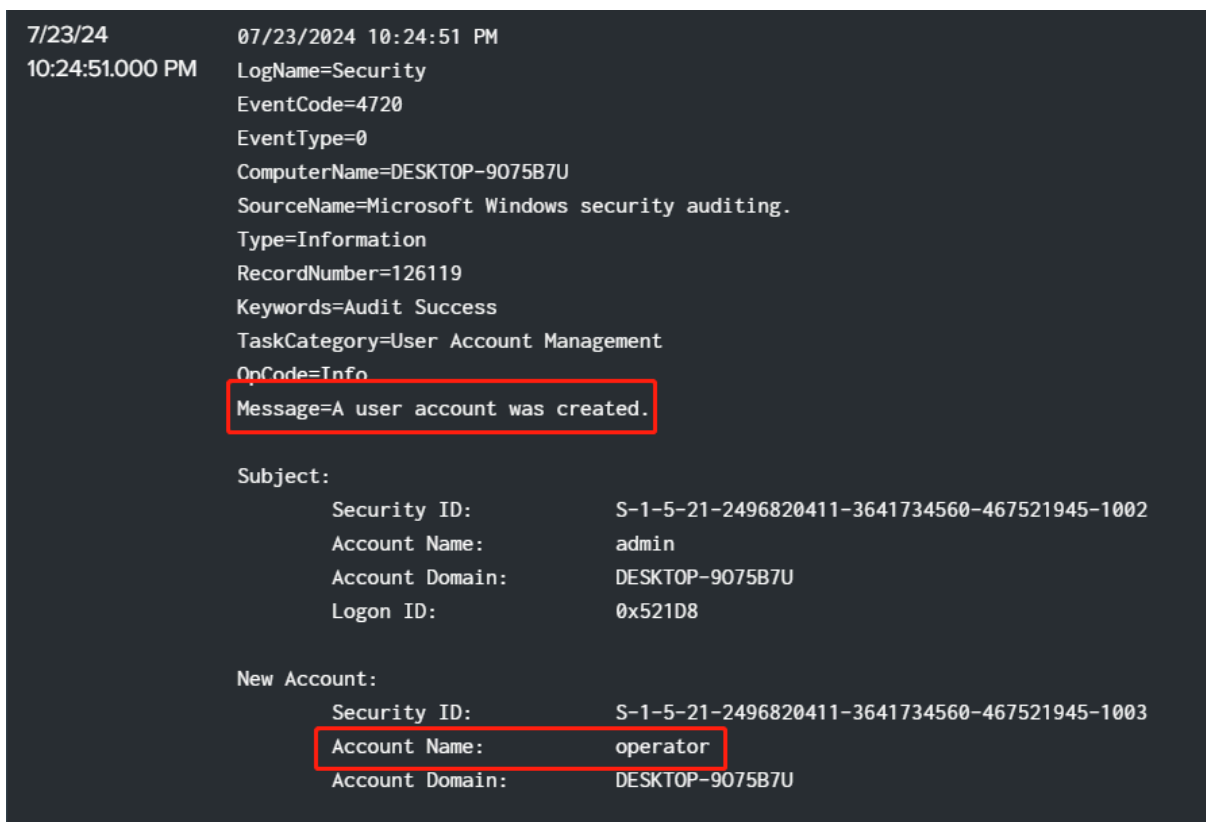 7/23/24
10:24:51.000 PM
07/23/2024 10:24:51 PM
LogName=Security
EventCode=4720
EventType=0
ComputerName=DESKTOP-9O75B7U
SourceName=Microsoft Windows security auditing.
Type=Information
RecordNumber=126119
Keywords=Audit Success
TaskCategory=User Account Management
OpCode=Info
Message=A user account was created.
Subject:
Security ID: S-1-5-21-2496820411-3641734560-467521945-1002
Account Name: admin
Account Domain: DESKTOP-9O75B7U
Logon ID: 0x521D8
New Account:
Security ID: S-1-5-21-2496820411-3641734560-467521945-1003
Account Name: operator
Account Domain: DESKTOP-9O75B7U